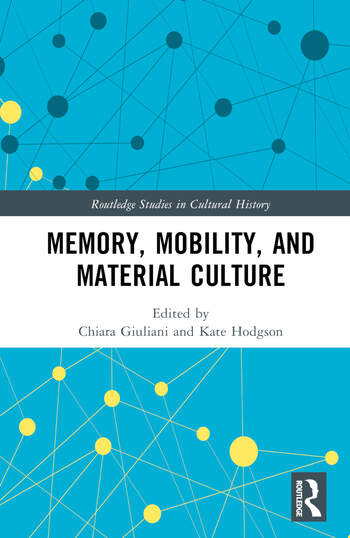 Routledge Studies in Cultural History
MEMORY, MOBILITY, AND
MATERIAL CULTURE
Edited by
Chiara Giuliani and Kate Hodgson
ROUTLEDGE